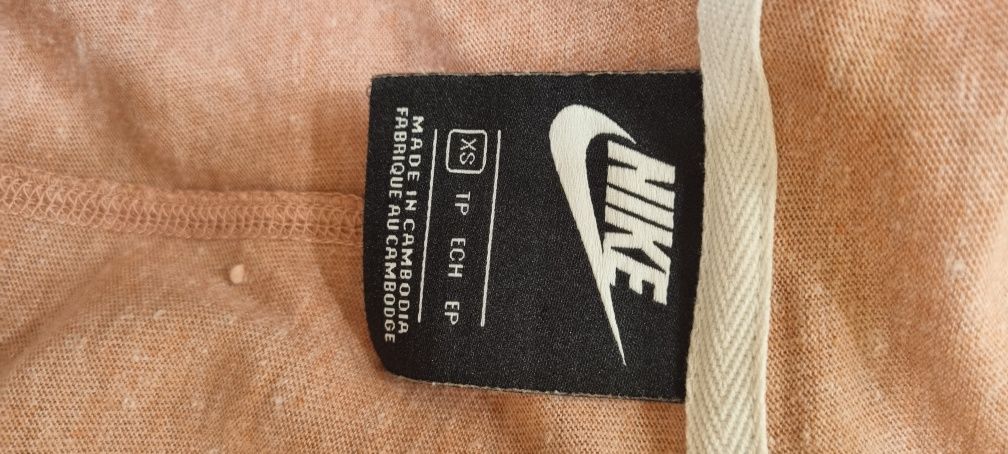 NIKE
XS TP ECH EP
MADE IN CAMBODIA
FABRIQUE AU CAMBODGE